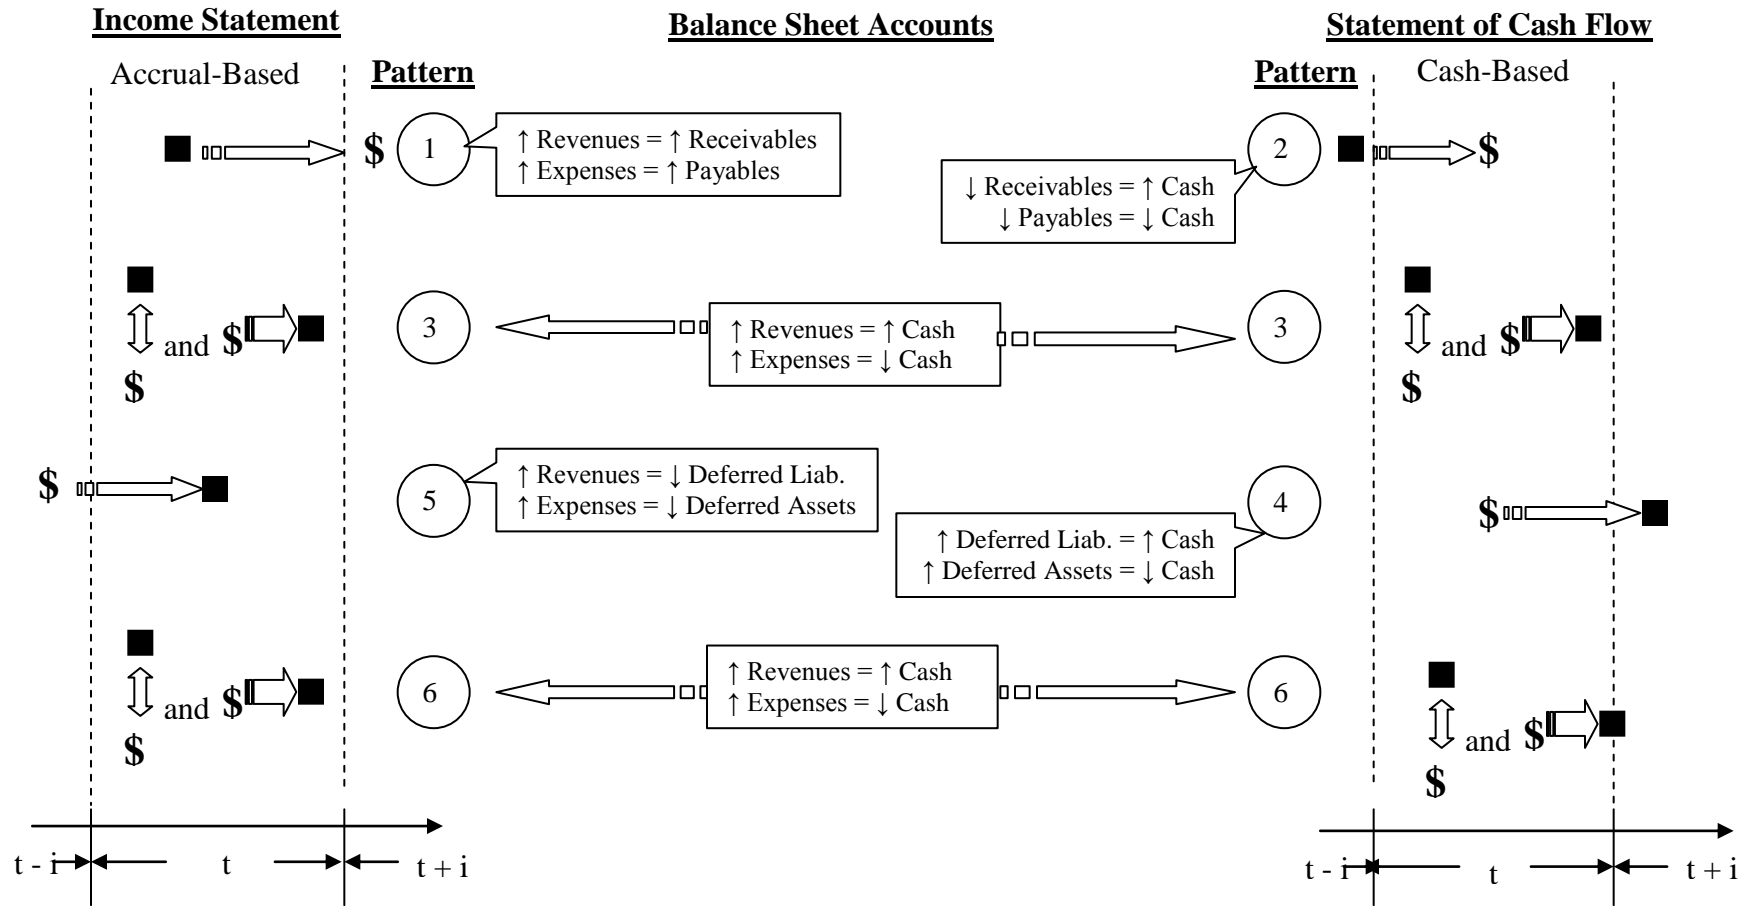 Income Statement
Balance Sheet Accounts
Statement of Cash Flow
Accrual-Based
Pattern
Pattern
Cash-Based
$
1
↑ Revenues = ↑ Receivables
↑ Expenses = ↑ Payables
2
↓ Receivables = ↑ Cash
↓ Payables = ↓ Cash
$
and $
$
3
↑ Revenues = ↑ Cash
↑ Expenses = ↓ Cash
3
and $
$
$
5
↑ Revenues = ↓ Deferred Liab.
↑ Expenses = ↓ Deferred Assets
4
↑ Deferred Liab. = ↑ Cash
↑ Deferred Assets = ↓ Cash
$
and $
$
6
↑ Revenues = ↑ Cash
↑ Expenses = ↓ Cash
6
and $
$
t - i
t
t + i
t - i
t
t + i